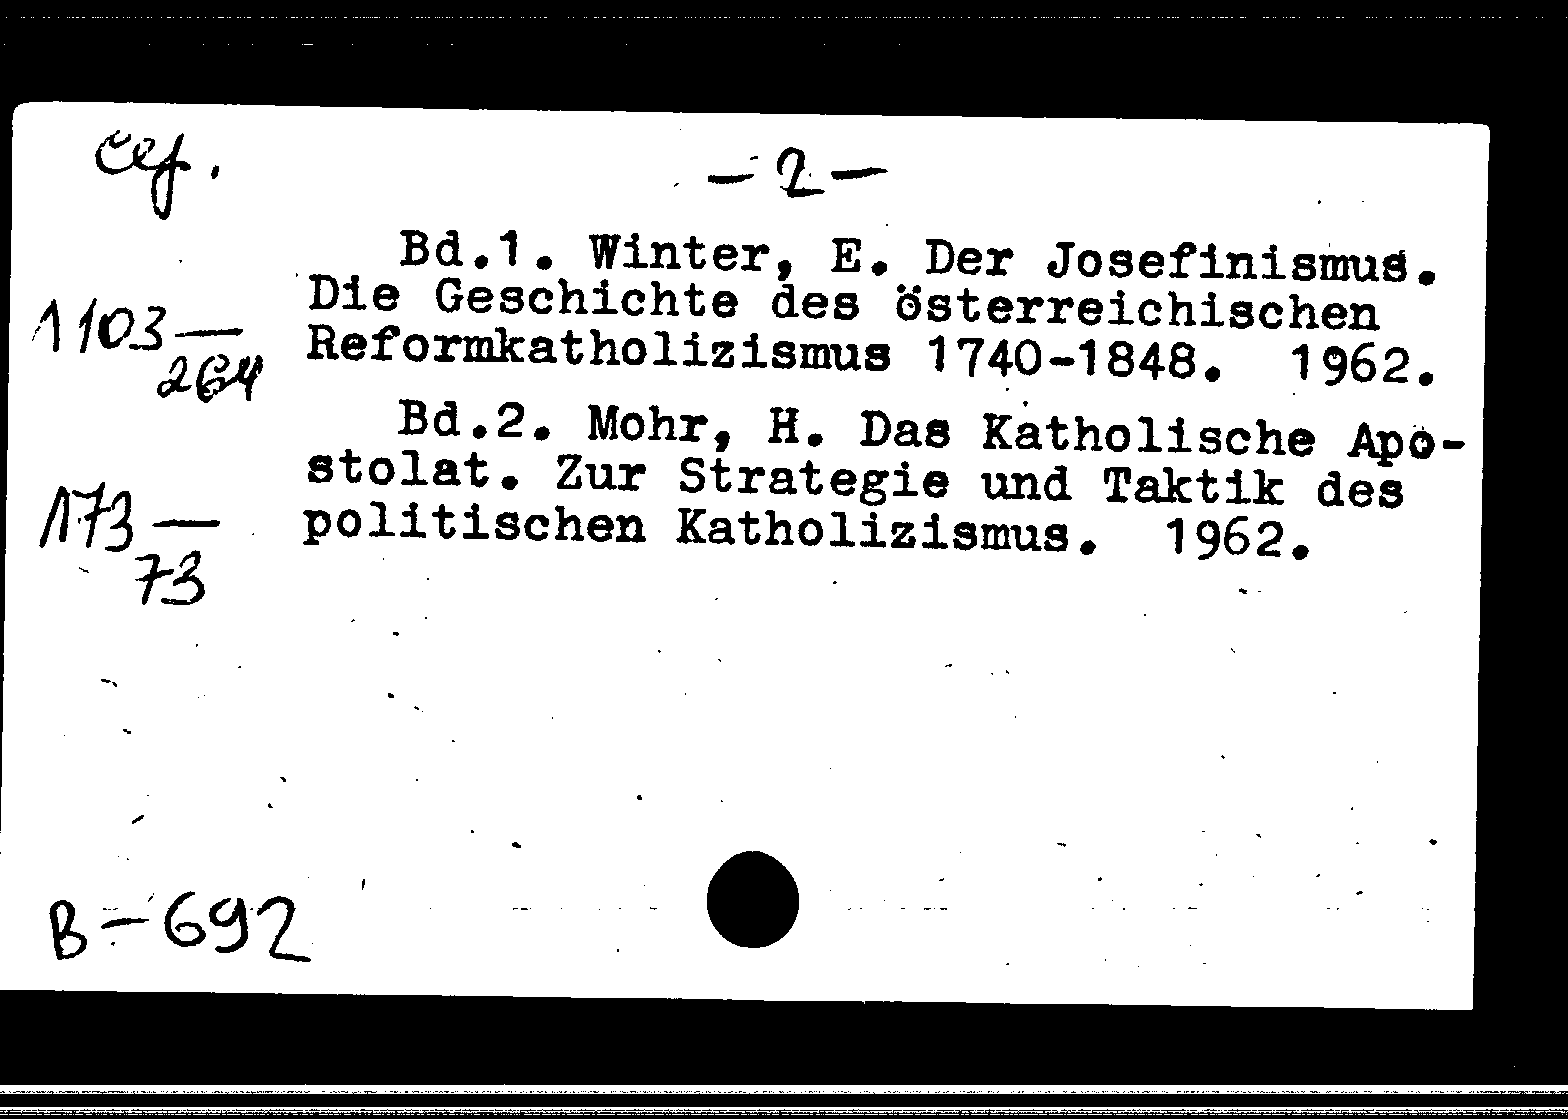 сеf.
— 2 —
Bd.1. Winter, E. Der Josefinismus.
Die Geschichte des österreichischen
Reformkatholizismus 1740-1848. 1962.
1103—
264
Bd.2. Mohr, H. Das Katholische Apo-
stolat. Zur Strategie und Taktik des
politischen Katholizismus. 1962.
173—
73
B-692